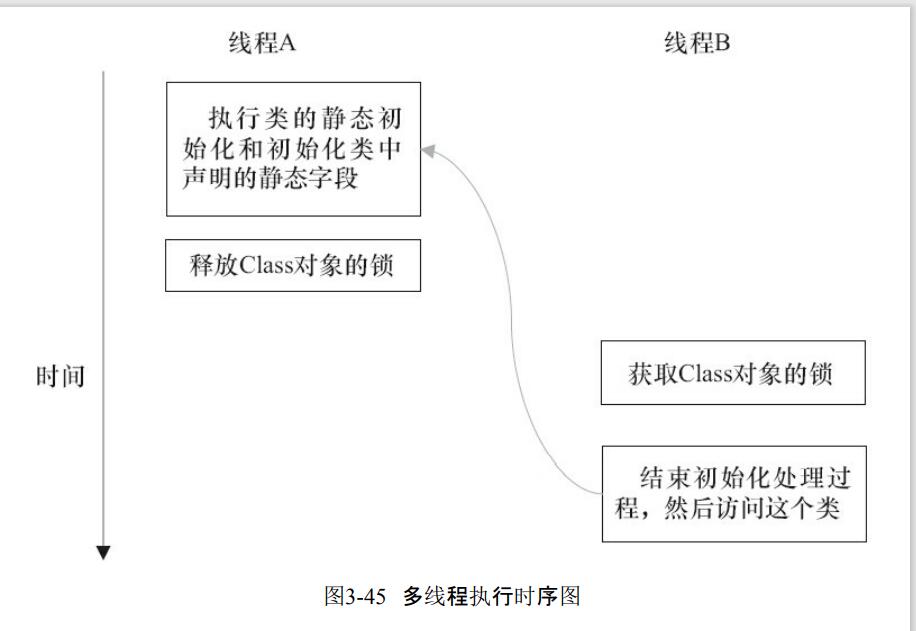 线程A
线程B
执行类的静态初
始化和初始化类中
声明的静态字段
释放Class对象的锁
时间
获取Class对象的锁
结束初始化处理过
程，然后访问这个类
图3-45 多线程执行时序图